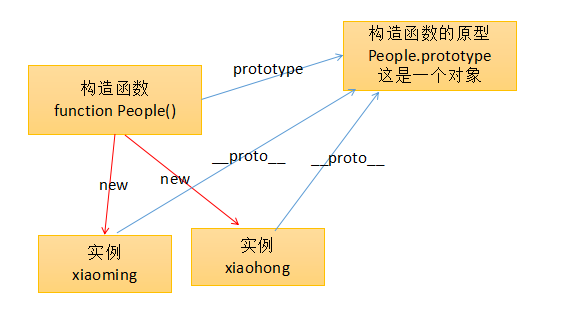 构造函数的原型
People.prototype
这是一个对象
prototype
构造函数
function People()
__proto__
__proto__
new
new
实例
xiaoming
实例
xiaohong